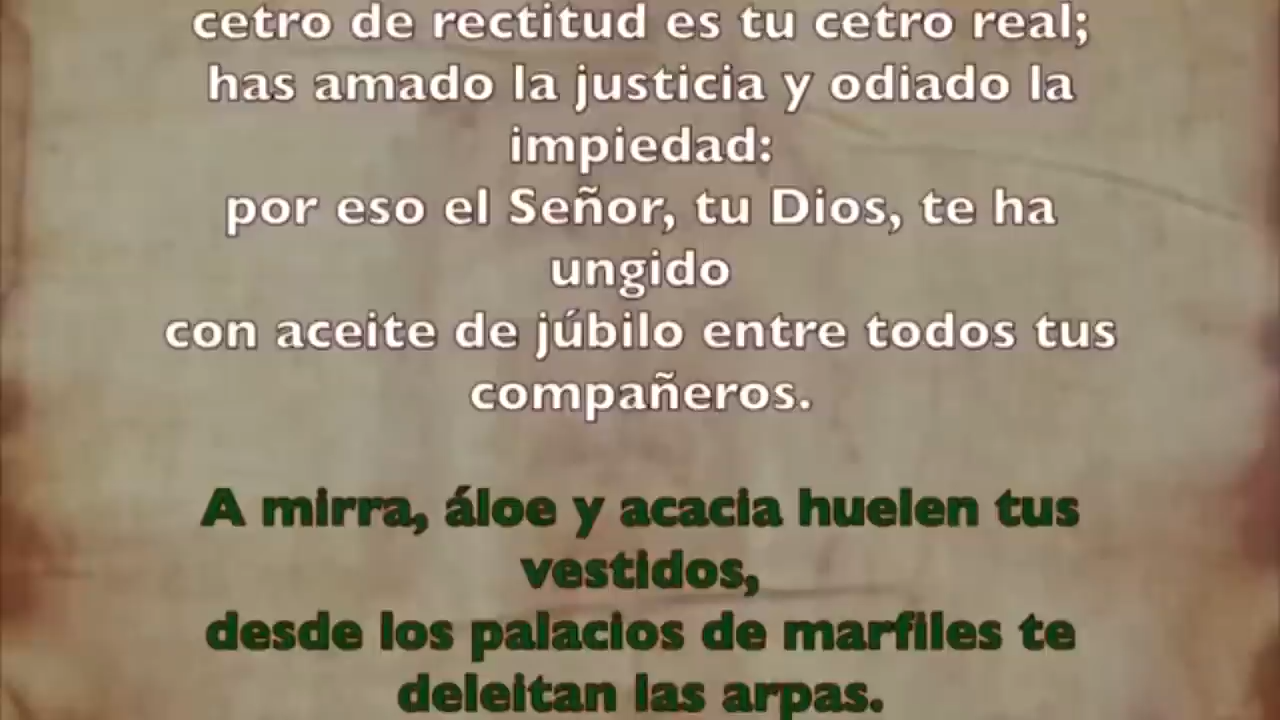 cetro de rectitud es tu cetro real;
has amado la justicia y odiado la
impiedad:
por eso el Señor, tu Dios, te ha
ungido
con aceite de júbilo entre todos tus
compañeros.
A mirra, áloe y acacia huelen tus
vestidos,
desde los palacios de marfiles te
deleitan las arpas.